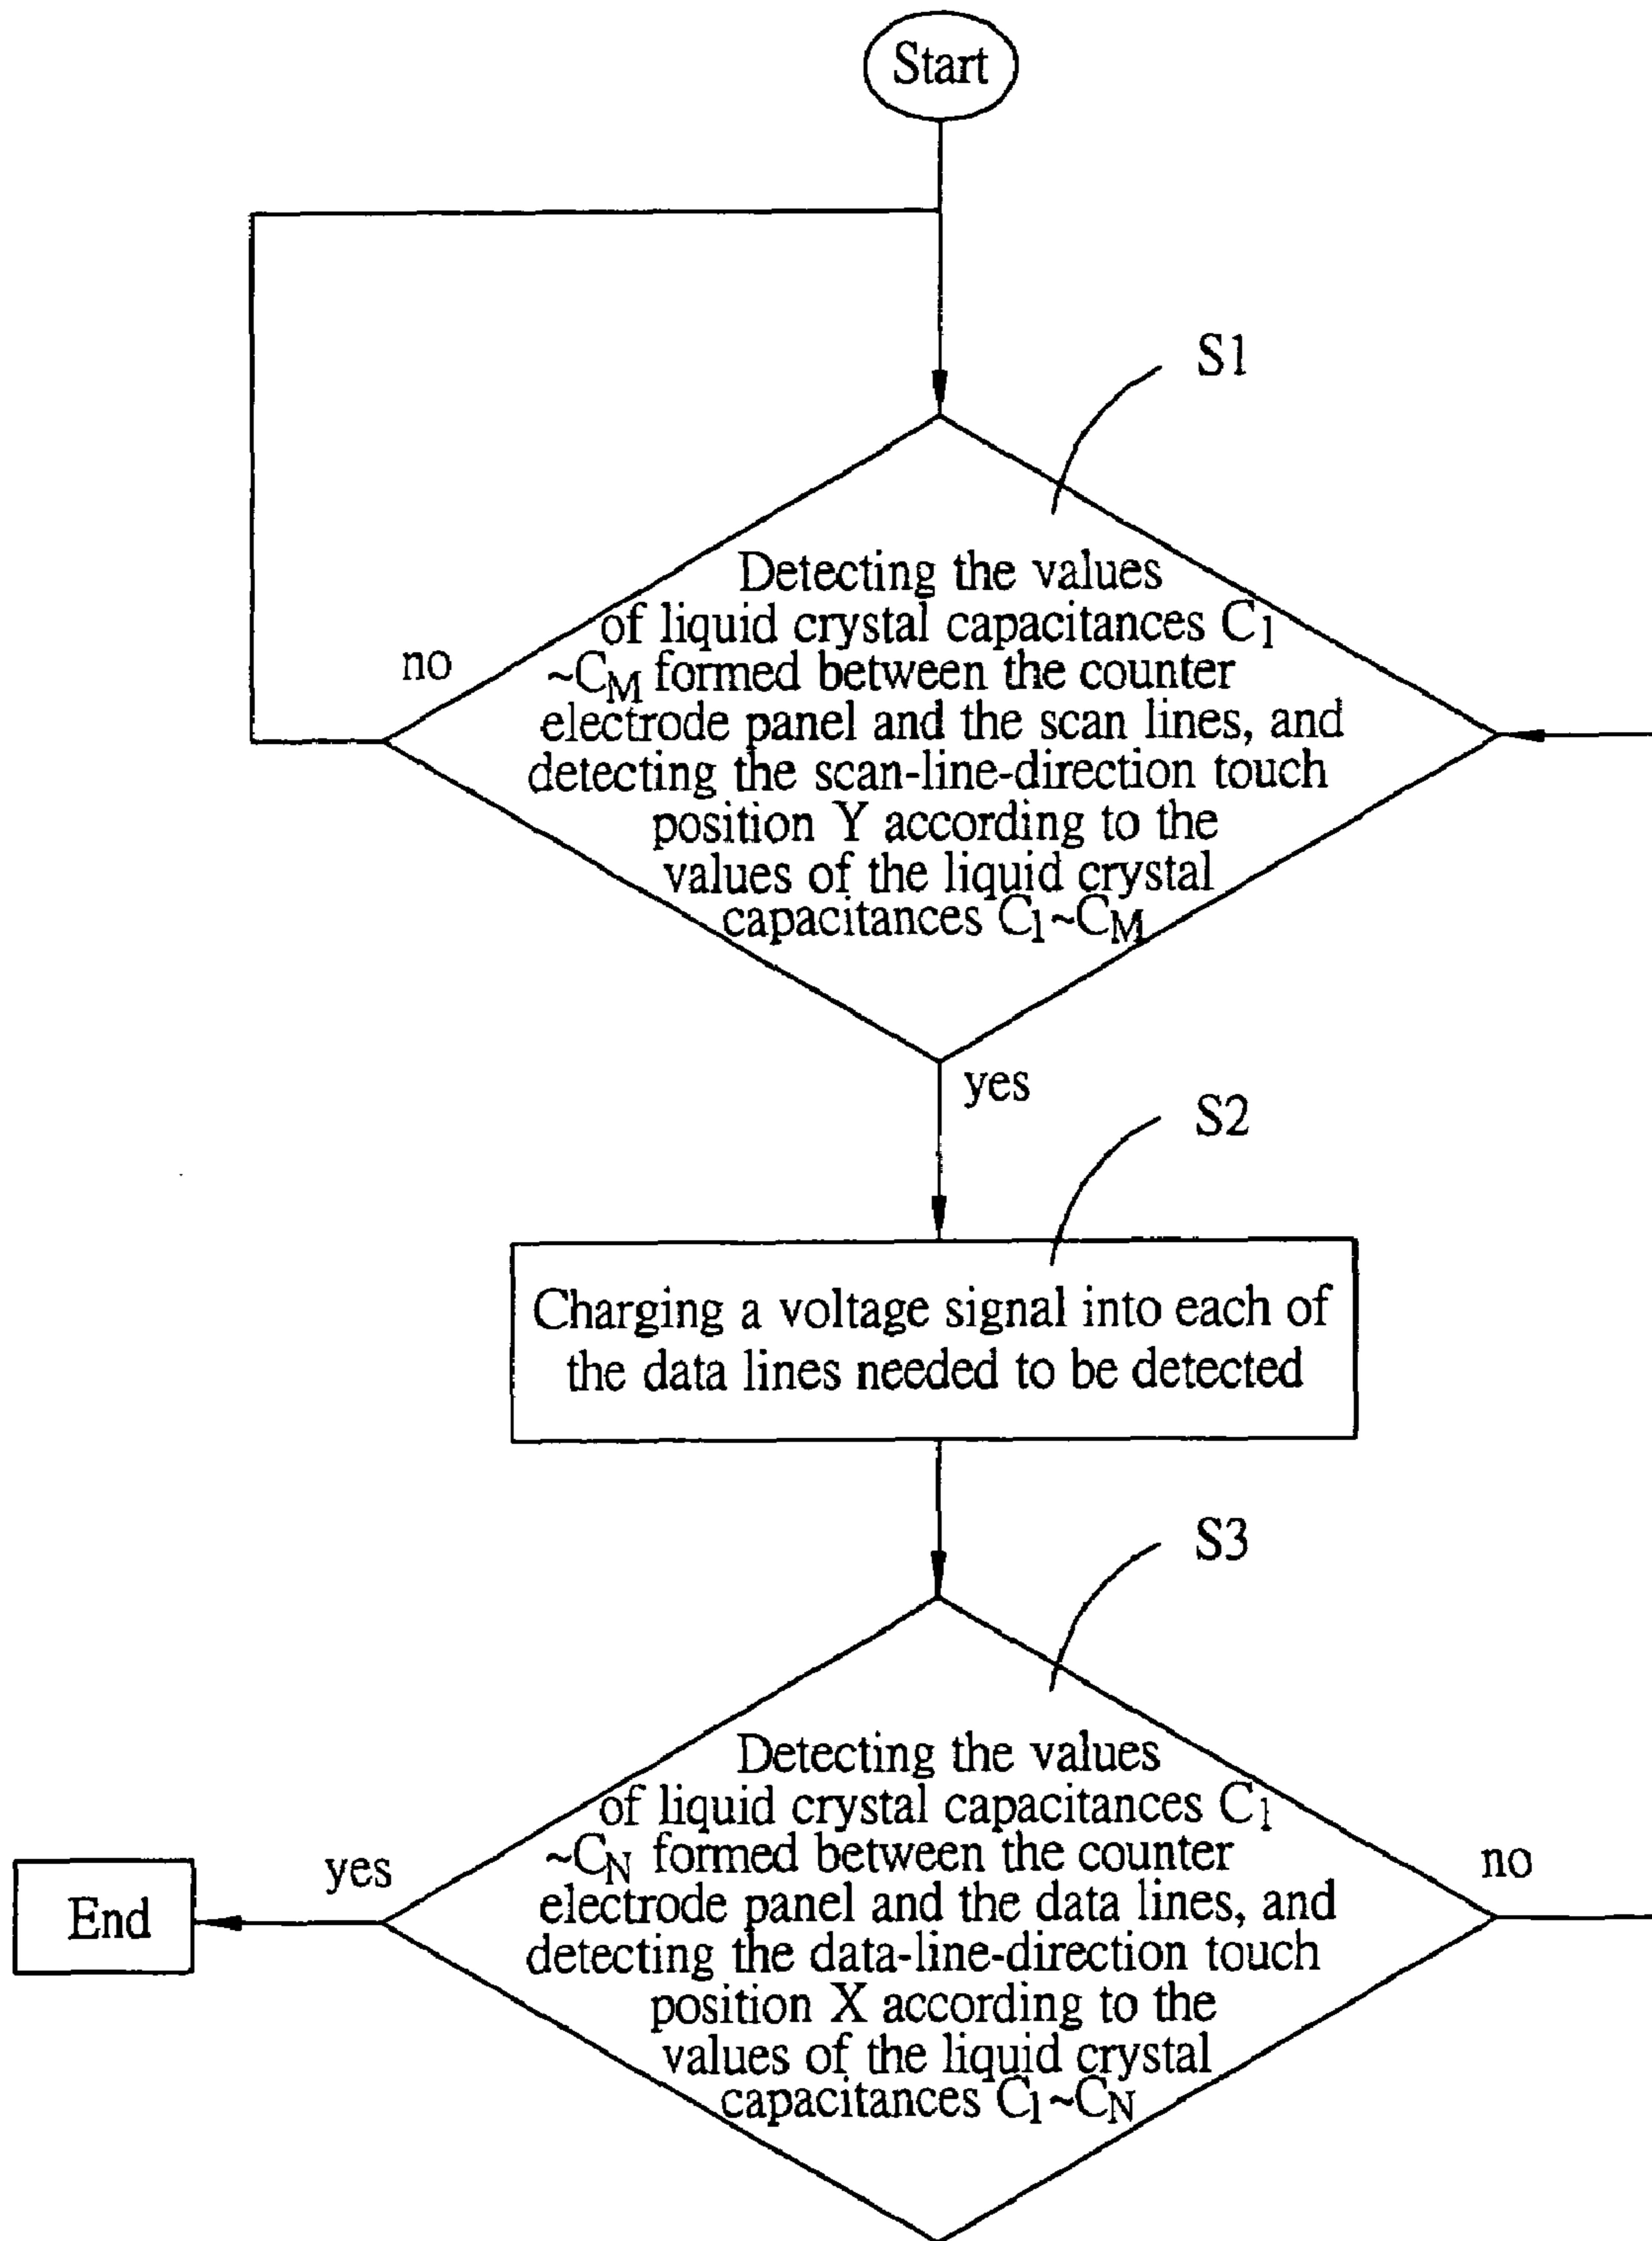 Start
S1
Detecting the values
of liquid crystal capacitances C1
~CM formed between the counter
electrode panel and the scan lines, and
detecting the scan-line-direction touch
position Y according to the
values of the liquid crystal
capacitances C1~CM
no
yes
S2
Charging a voltage signal into each of
the data lines needed to be detected
S3
Detecting the values
of liquid crystal capacitances C1
~CN formed between the counter
electrode panel and the data lines, and
detecting the data-line-direction touch
position X according to the
values of the liquid crystal
capacitances C1~CN
yes
no
End